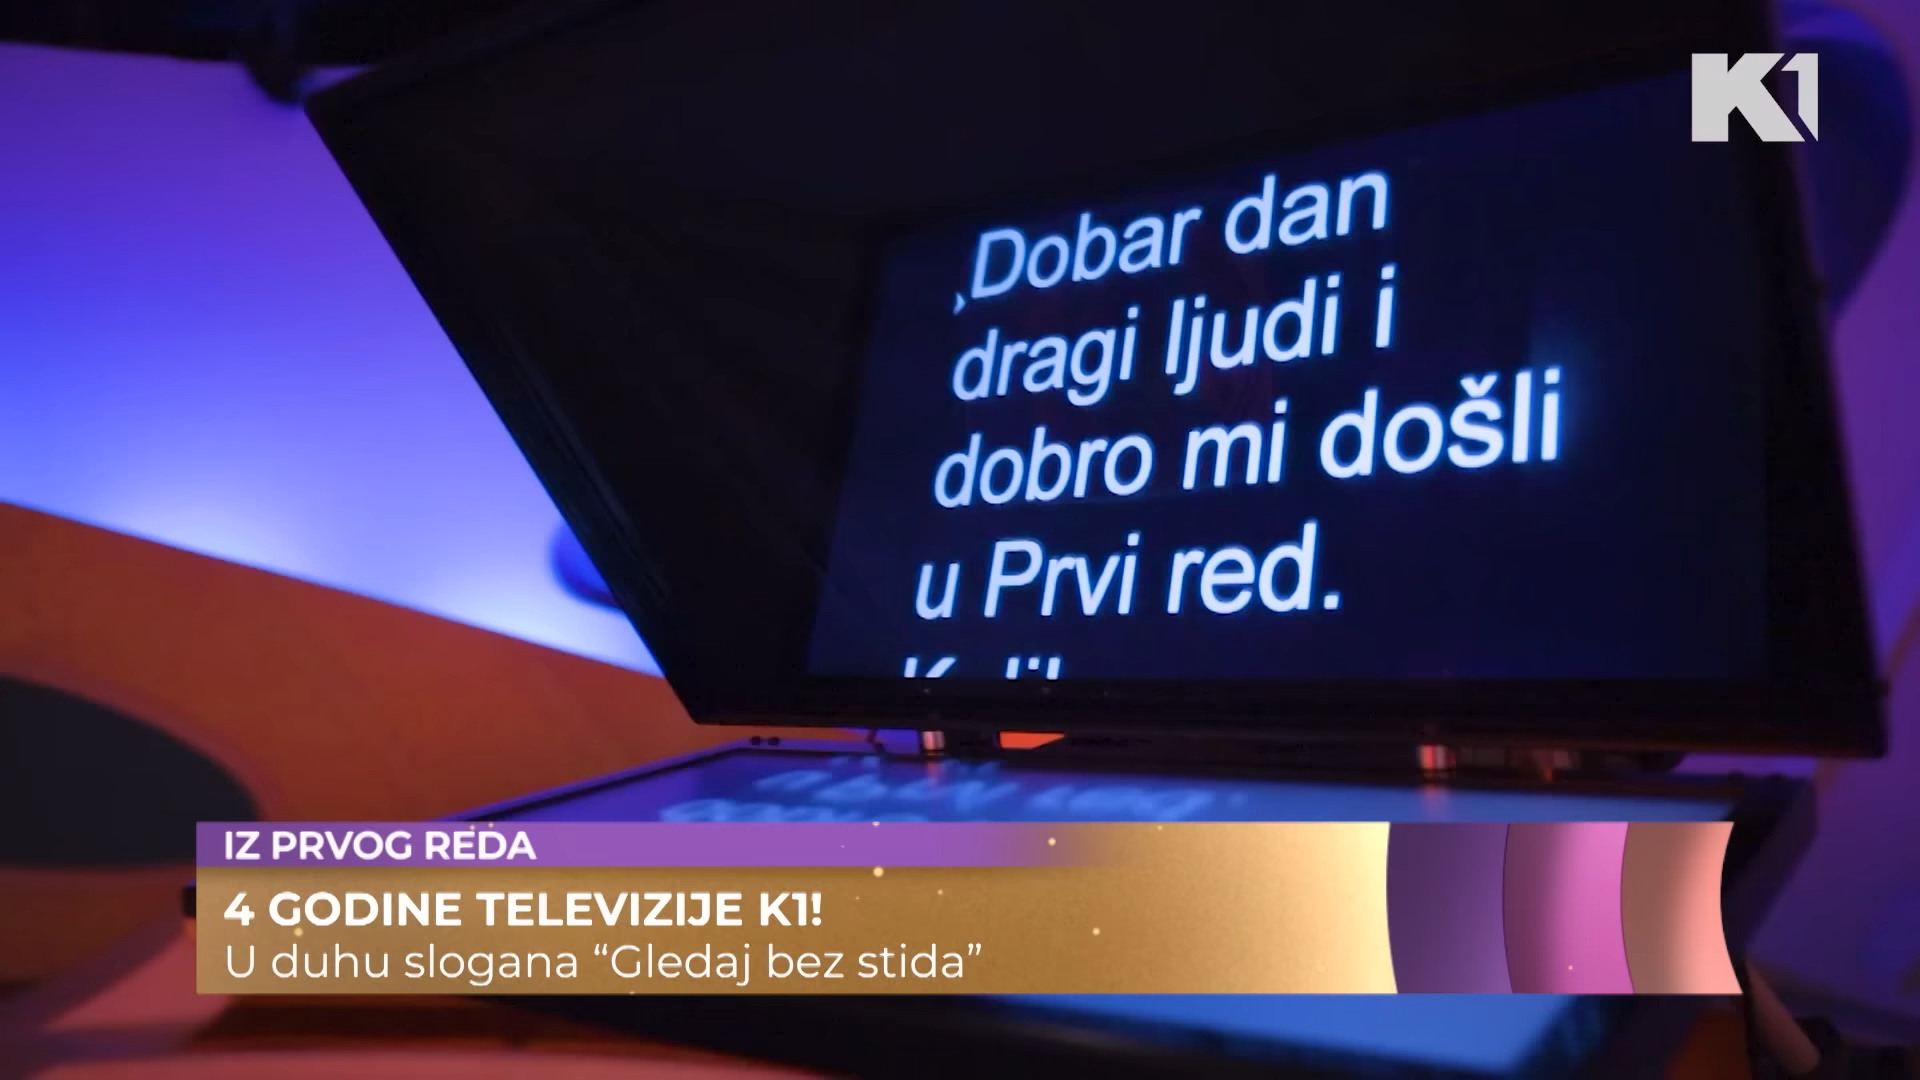 K1
,Dobar dan
dragi ljudi i
dobro mi došli
u Prvi red.
IZ PRVOG REDA
4 GODINE TELEVIZIJE K1!
U duhu slogana “Gledaj bez stida”